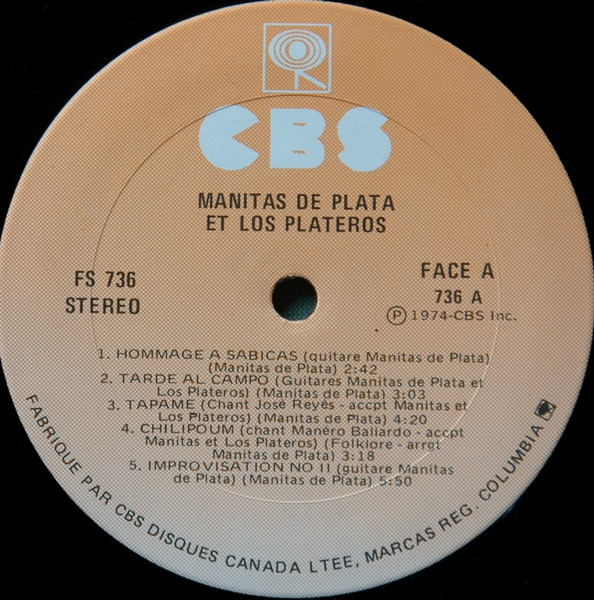 CBS
MANITAS DE PLATA
ET LOS PLATEROS
FS 736
STEREO
FACE A
736 A
Ⓟ 1974-CBS Inc.
1. HOMMAGE A SABICAS (quitare Manitas de Plata)
(Manitas de Plata) 2:42
2. TARDE AL CAMPO (Guitares Manitas de Plata et
Los Plateros) (Manitas de Plata) 3:03
3. TAPAME (Chant José Reyés - accpt Manitas et
Los Plateros) (Manitas de Plata) 4:20
4. CHILIPOUM (chant Manéro Baliardo - accpt
Manitas et Los Plateros) (Folklore - arrgt
Manitas de Plata) 3:18
5. IMPROVISATION NO II (guitare Manitas
de Plata) (Manitas de Plata) 5:50
FABRIQUE PAR CBS DISQUES CANADA LTEE, MARCAS REG. COLUMBIA